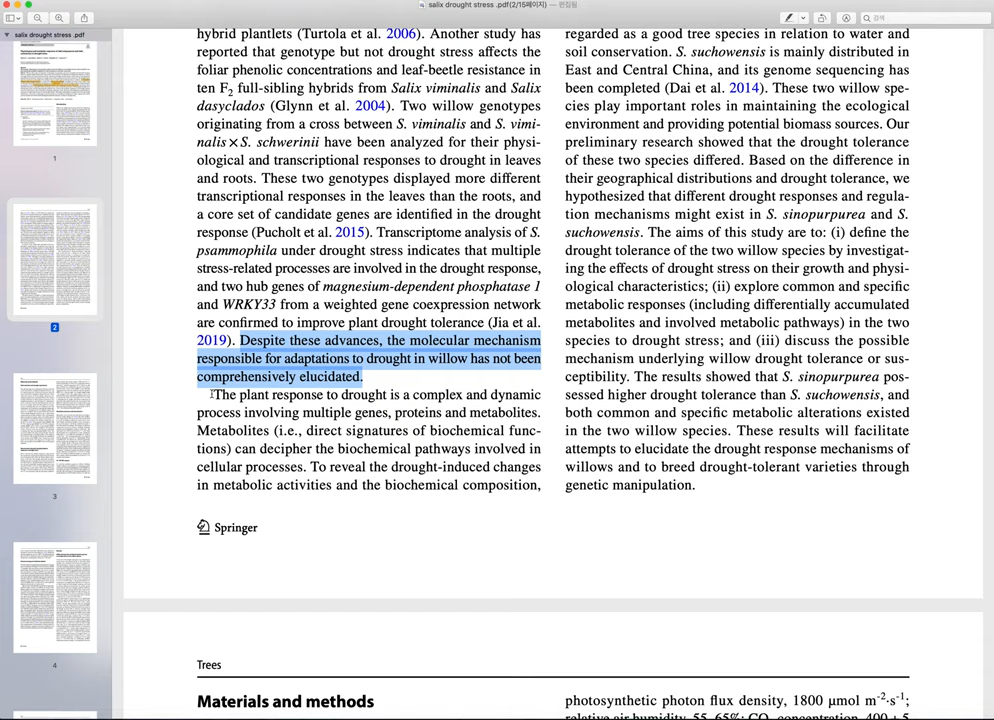 salix drought stress .pdf(2/15페이지) — 편집됨
검색
salix drought stress .pdf
1
2
3
4
hybrid plantlets (Turtola et al. 2006). Another study has
reported that genotype but not drought stress affects the
foliar phenolic concentrations and leaf-beetle resistance in
ten F2 full-sibling hybrids from Salix viminalis and Salix
dasyclados (Glynn et al. 2004). Two willow genotypes
originating from a cross between S. viminalis and S. vimi-
nalis × S. schwerinii have been analyzed for their physi-
ological and transcriptional responses to drought in leaves
and roots. These two genotypes displayed more different
transcriptional responses in the leaves than the roots, and
a core set of candidate genes are identified in the drought
response (Pucholt et al. 2015). Transcriptome analysis of S.
psammophila under drought stress indicates that multiple
stress-related processes are involved in the drought response,
and two hub genes of magnesium-dependent phosphatase 1
and WRKY33 from a weighted gene coexpression network
are confirmed to improve plant drought tolerance (Jia et al.
2019). Despite these advances, the molecular mechanism
responsible for adaptations to drought in willow has not been
comprehensively elucidated.
The plant response to drought is a complex and dynamic
process involving multiple genes, proteins and metabolites.
Metabolites (i.e., direct signatures of biochemical func-
tions) can decipher the biochemical pathways involved in
cellular processes. To reveal the drought-induced changes
in metabolic activities and the biochemical composition,
regarded as a good tree species in relation to water and
soil conservation. S. suchowensis is mainly distributed in
East and Central China, and its genome sequencing has
been completed (Dai et al. 2014). These two willow spe-
cies play important roles in maintaining the ecological
environment and providing potential biomass sources. Our
preliminary research showed that the drought tolerance
of these two species differed. Based on the difference in
their geographical distributions and drought tolerance, we
hypothesized that different drought responses and regula-
tion mechanisms might exist in S. sinopurpurea and S.
suchowensis. The aims of this study are to: (i) define the
drought tolerance of the two willow species by investigat-
ing the effects of drought stress on their growth and physi-
ological characteristics; (ii) explore common and specific
metabolic responses (including differentially accumulated
metabolites and involved metabolic pathways) in the two
species to drought stress; and (iii) discuss the possible
mechanism underlying willow drought tolerance or sus-
ceptibility. The results showed that S. sinopurpurea pos-
sessed higher drought tolerance than S. suchowensis, and
both common and specific metabolic alterations existed
in the two willow species. These results will facilitate
attempts to elucidate the drought response mechanisms of
willows and to breed drought-tolerant varieties through
genetic manipulation.
Springer
Trees
Materials and methods
photosynthetic photon flux density, 1800 μmol m-2·s-1;
relative air humidity, 55–65%; CO2 concentration, 400 ± 5